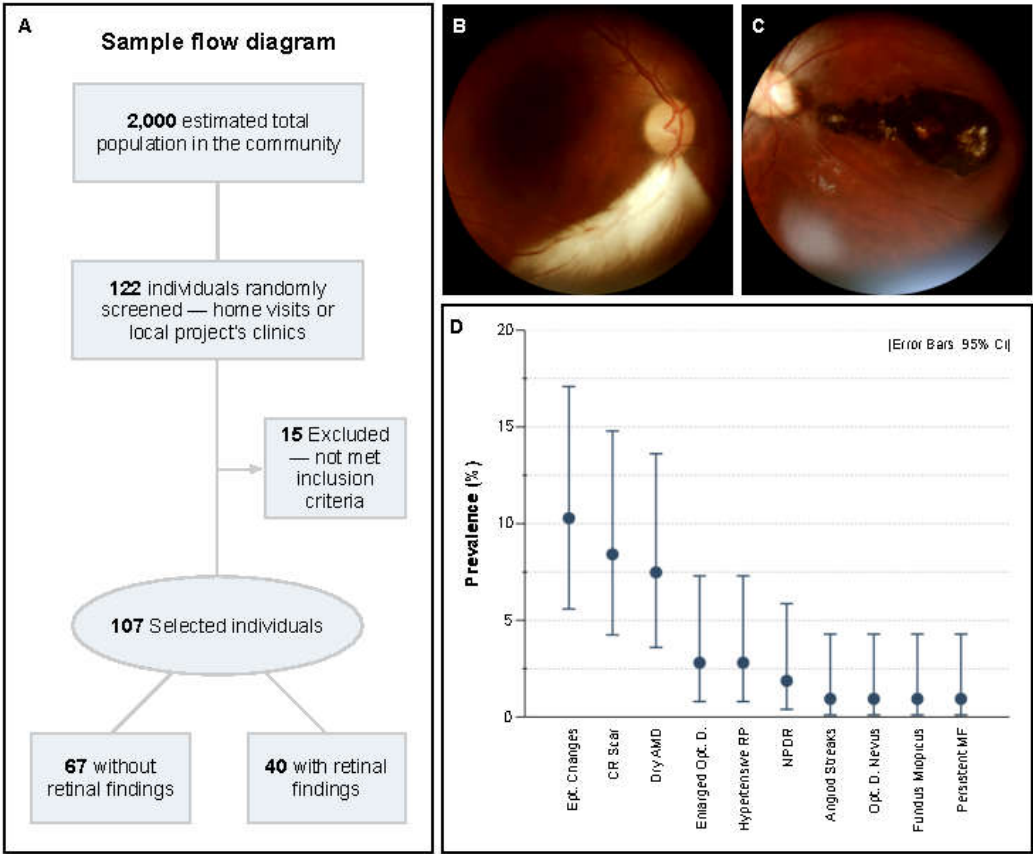 A
Sample flow diagram
2,000 estimated total
population in the community
122 individuals randomly
screened — home visits or
local project's clinics
15 Excluded
— not met
inclusion
criteria
107 Selected individuals
67 without
retinal findings
40 with retinal
findings
B
C
D
|Error Bars 95% CI|
Prevalence (%)
20
15
10
5
0
Ept. Changes
CR Scar
Dry AMD
Enlarged Opt. D.
Hypertensive RP
NPDR
Angiod Streaks
Opt. D. Nevus
Fundus Miopicus
Persistent MF